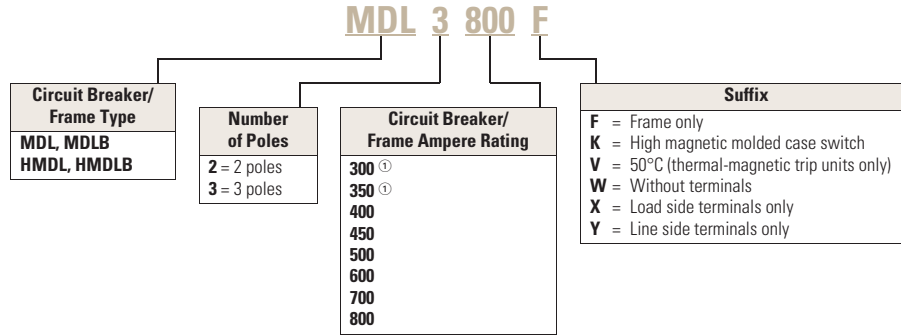 MDL 3 800 F
Circuit Breaker/
Frame Type
MDL, MDLB
HMDL, HMDLB
Number
of Poles
2 = 2 poles
3 = 3 poles
Circuit Breaker/
Frame Ampere Rating
300 ①
350 ①
400
450
500
600
700
800
Suffix
F = Frame only
K = High magnetic molded case switch
V = 50°C (thermal-magnetic trip units only)
W = Without terminals
X = Load side terminals only
Y = Line side terminals only